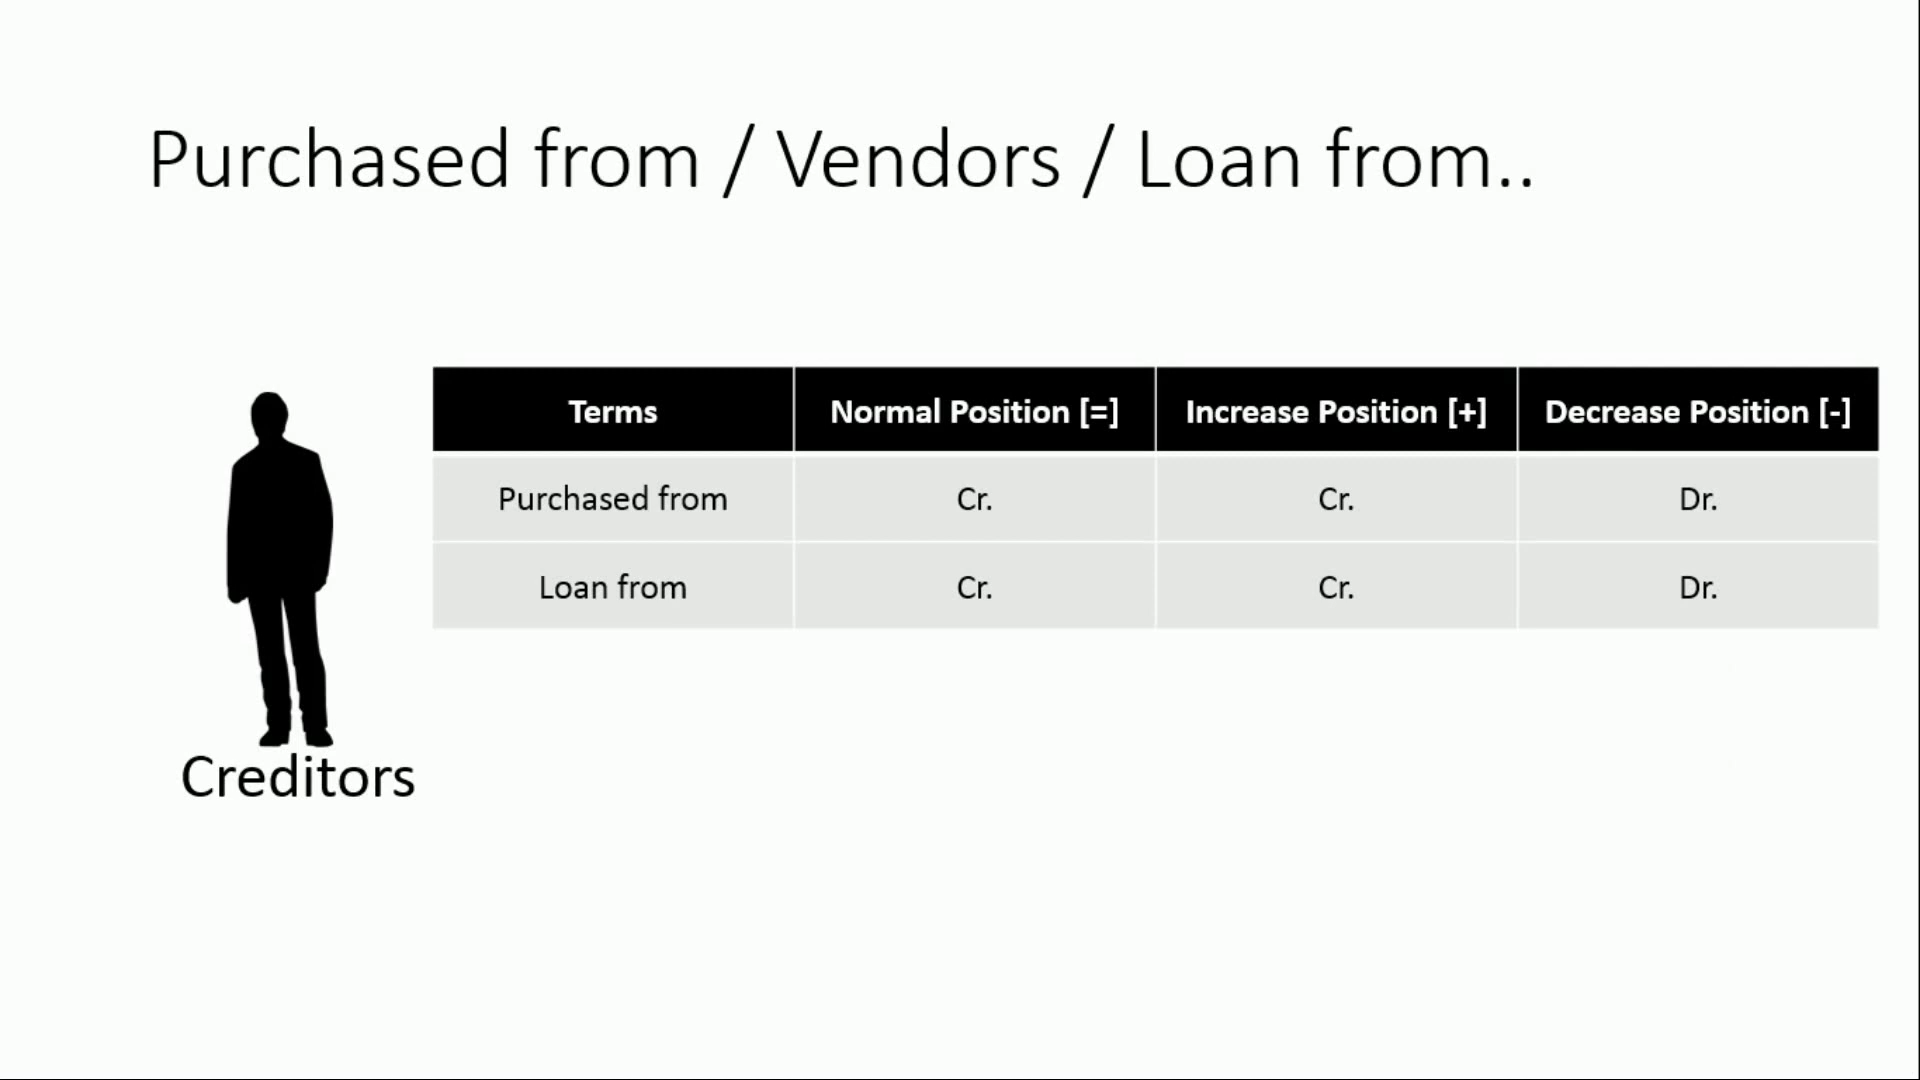 Purchased from / Vendors / Loan from..
Terms Normal Position [=] Increase Position [+] Decrease Position [-]
Purchased from Cr. Cr. Dr.
Loan from Cr. Cr. Dr.
Creditors